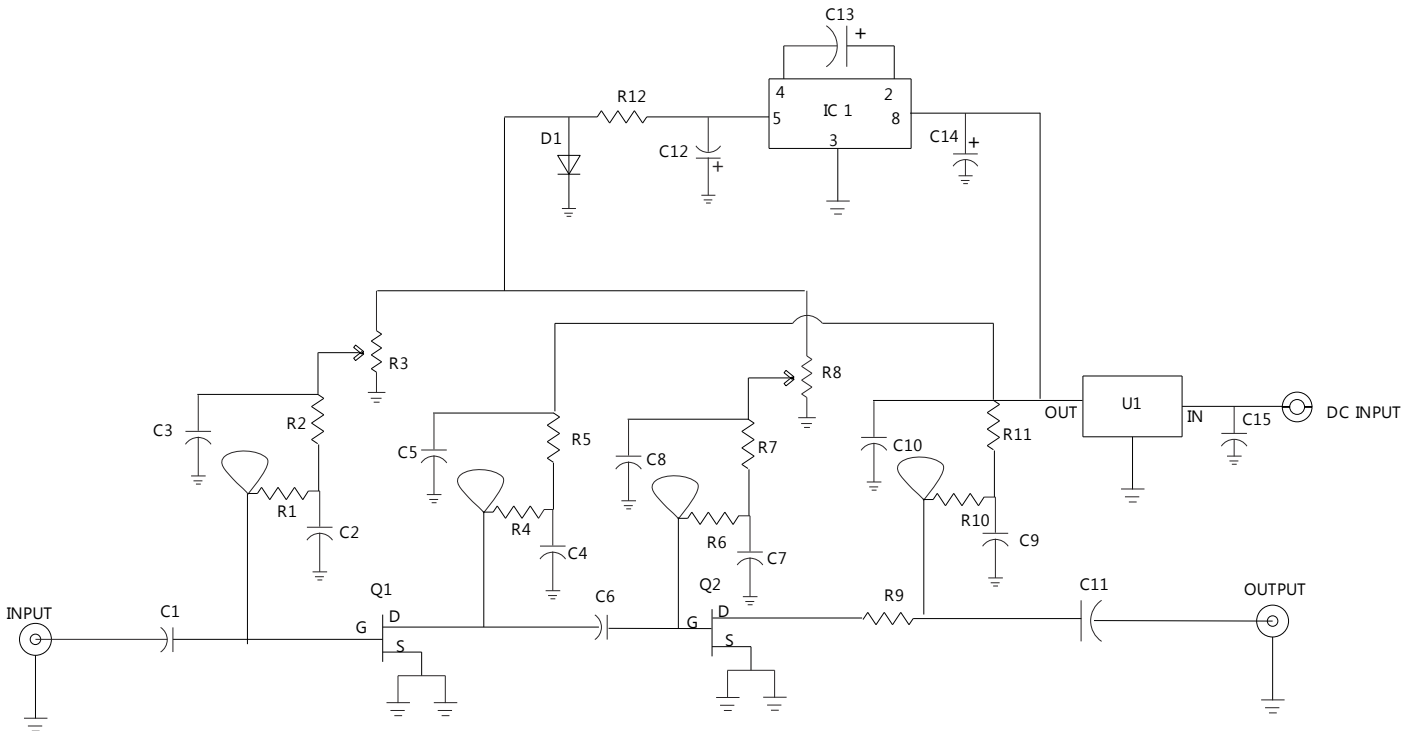 C13
+
4
2
IC 1
5
8
3
R12
D1
C12
+
C14
+
R3
R8
C3
R2
R1
C2
C5
R5
R4
C4
C8
R7
R6
C7
C10
R11
R10
C9
OUT
U1
IN
C15
DC INPUT
INPUT
C1
Q1
G
D
S
C6
Q2
G
D
S
R9
C11
OUTPUT